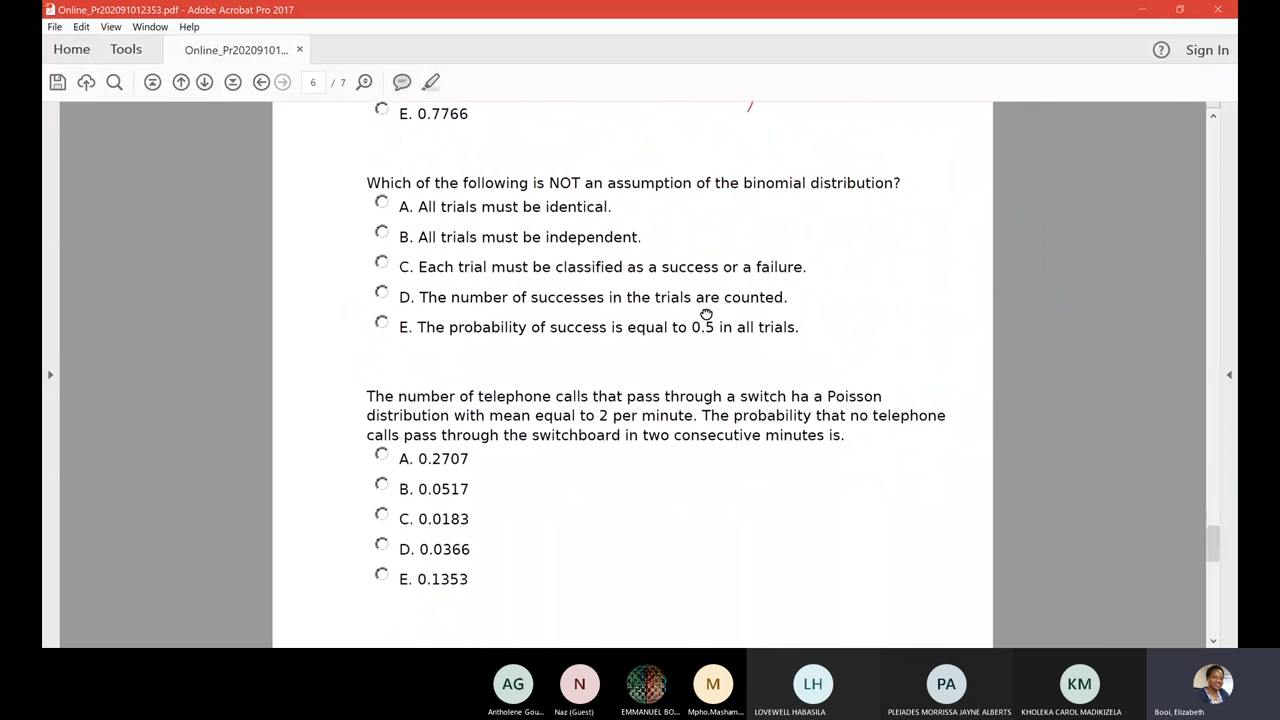 Online_Pr202091012353.pdf - Adobe Acrobat Pro 2017
File Edit View Window Help
Home Tools Online_Pr20209101... × ? Sign In
6 / 7
E. 0.7766
Which of the following is NOT an assumption of the binomial distribution?
A. All trials must be identical.
B. All trials must be independent.
C. Each trial must be classified as a success or a failure.
D. The number of successes in the trials are counted.
E. The probability of success is equal to 0.5 in all trials.
The number of telephone calls that pass through a switch ha a Poisson
distribution with mean equal to 2 per minute. The probability that no telephone
calls pass through the switchboard in two consecutive minutes is.
A. 0.2707
B. 0.0517
C. 0.0183
D. 0.0366
E. 0.1353
AG N M LH PA KM
Antholene Gou... Naz (Guest) EMMANUEL BO... Mpho.Masham... LOVEWELL HABASILA PLEIADES MORRISSA JAYNE ALBERTS KHOLEKA CAROL MADIKIZELA Booi, Elizabeth